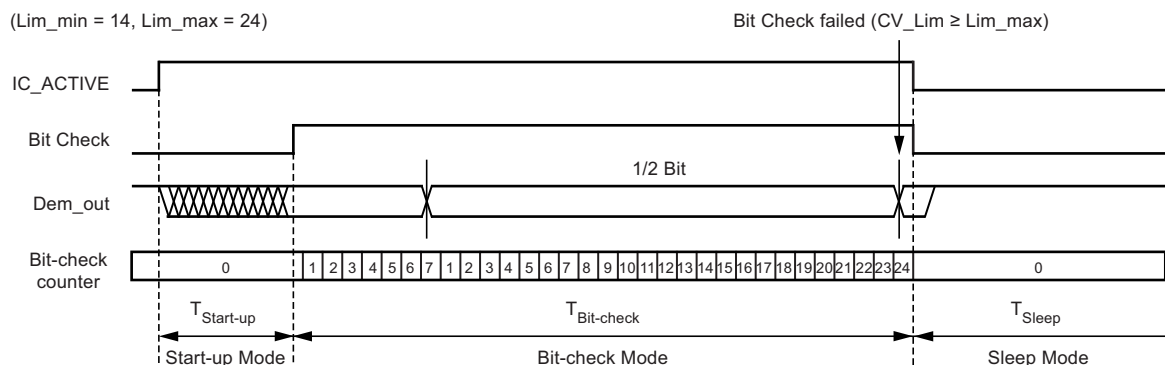 (Lim_min = 14, Lim_max = 24)
Bit Check failed (CV_Lim ≥ Lim_max)
IC_ACTIVE
Bit Check
1/2 Bit
Dem_out
Bit-check
counter
0 1 2 3 4 5 6 7 1 2 3 4 5 6 7 8 9 10 11 12 13 14 15 16 17 18 19 20 21 22 23 24 0
T Start-up T Bit-check T Sleep
Start-up Mode Bit-check Mode Sleep Mode